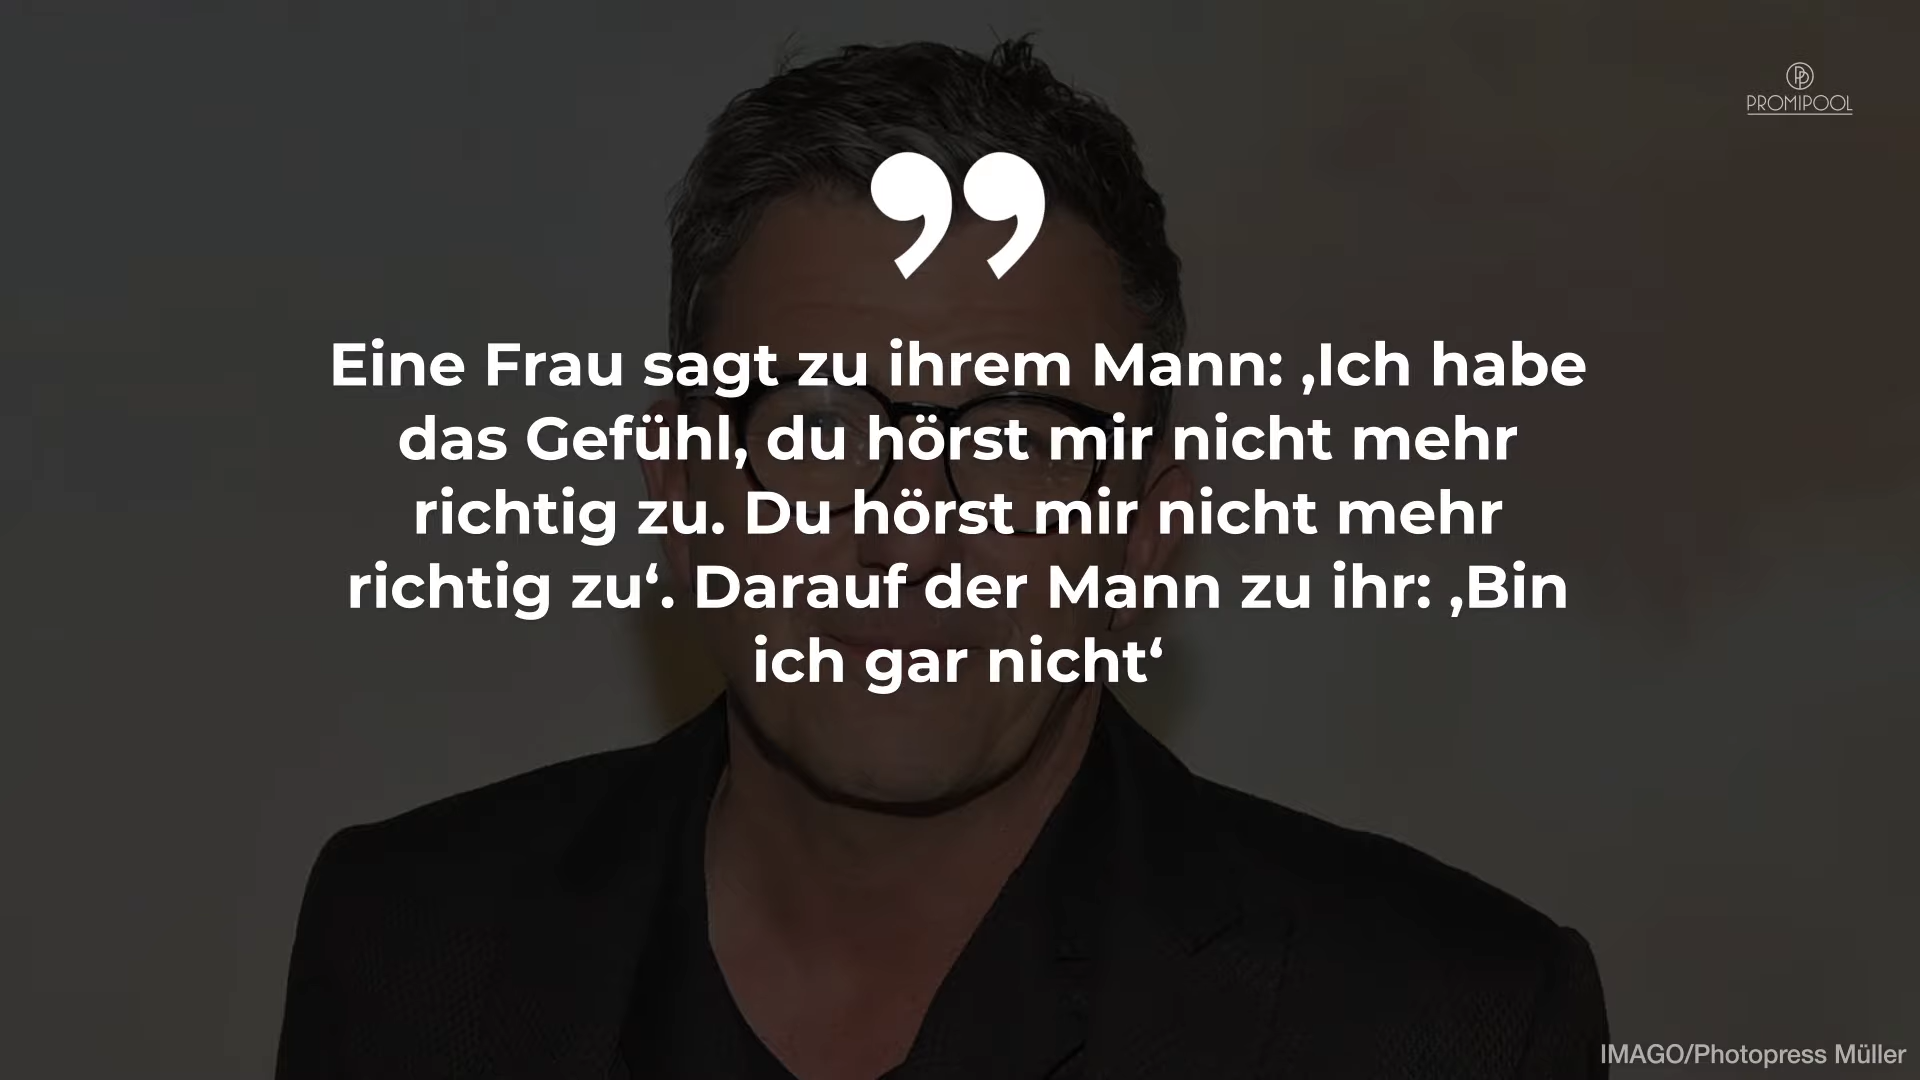 PROMIPOOL
”
Eine Frau sagt zu ihrem Mann: ‚Ich habe
das Gefühl, du hörst mir nicht mehr
richtig zu. Du hörst mir nicht mehr
richtig zu‘. Darauf der Mann zu ihr: ‚Bin
ich gar nicht‘
IMAGO/Photopress Müller